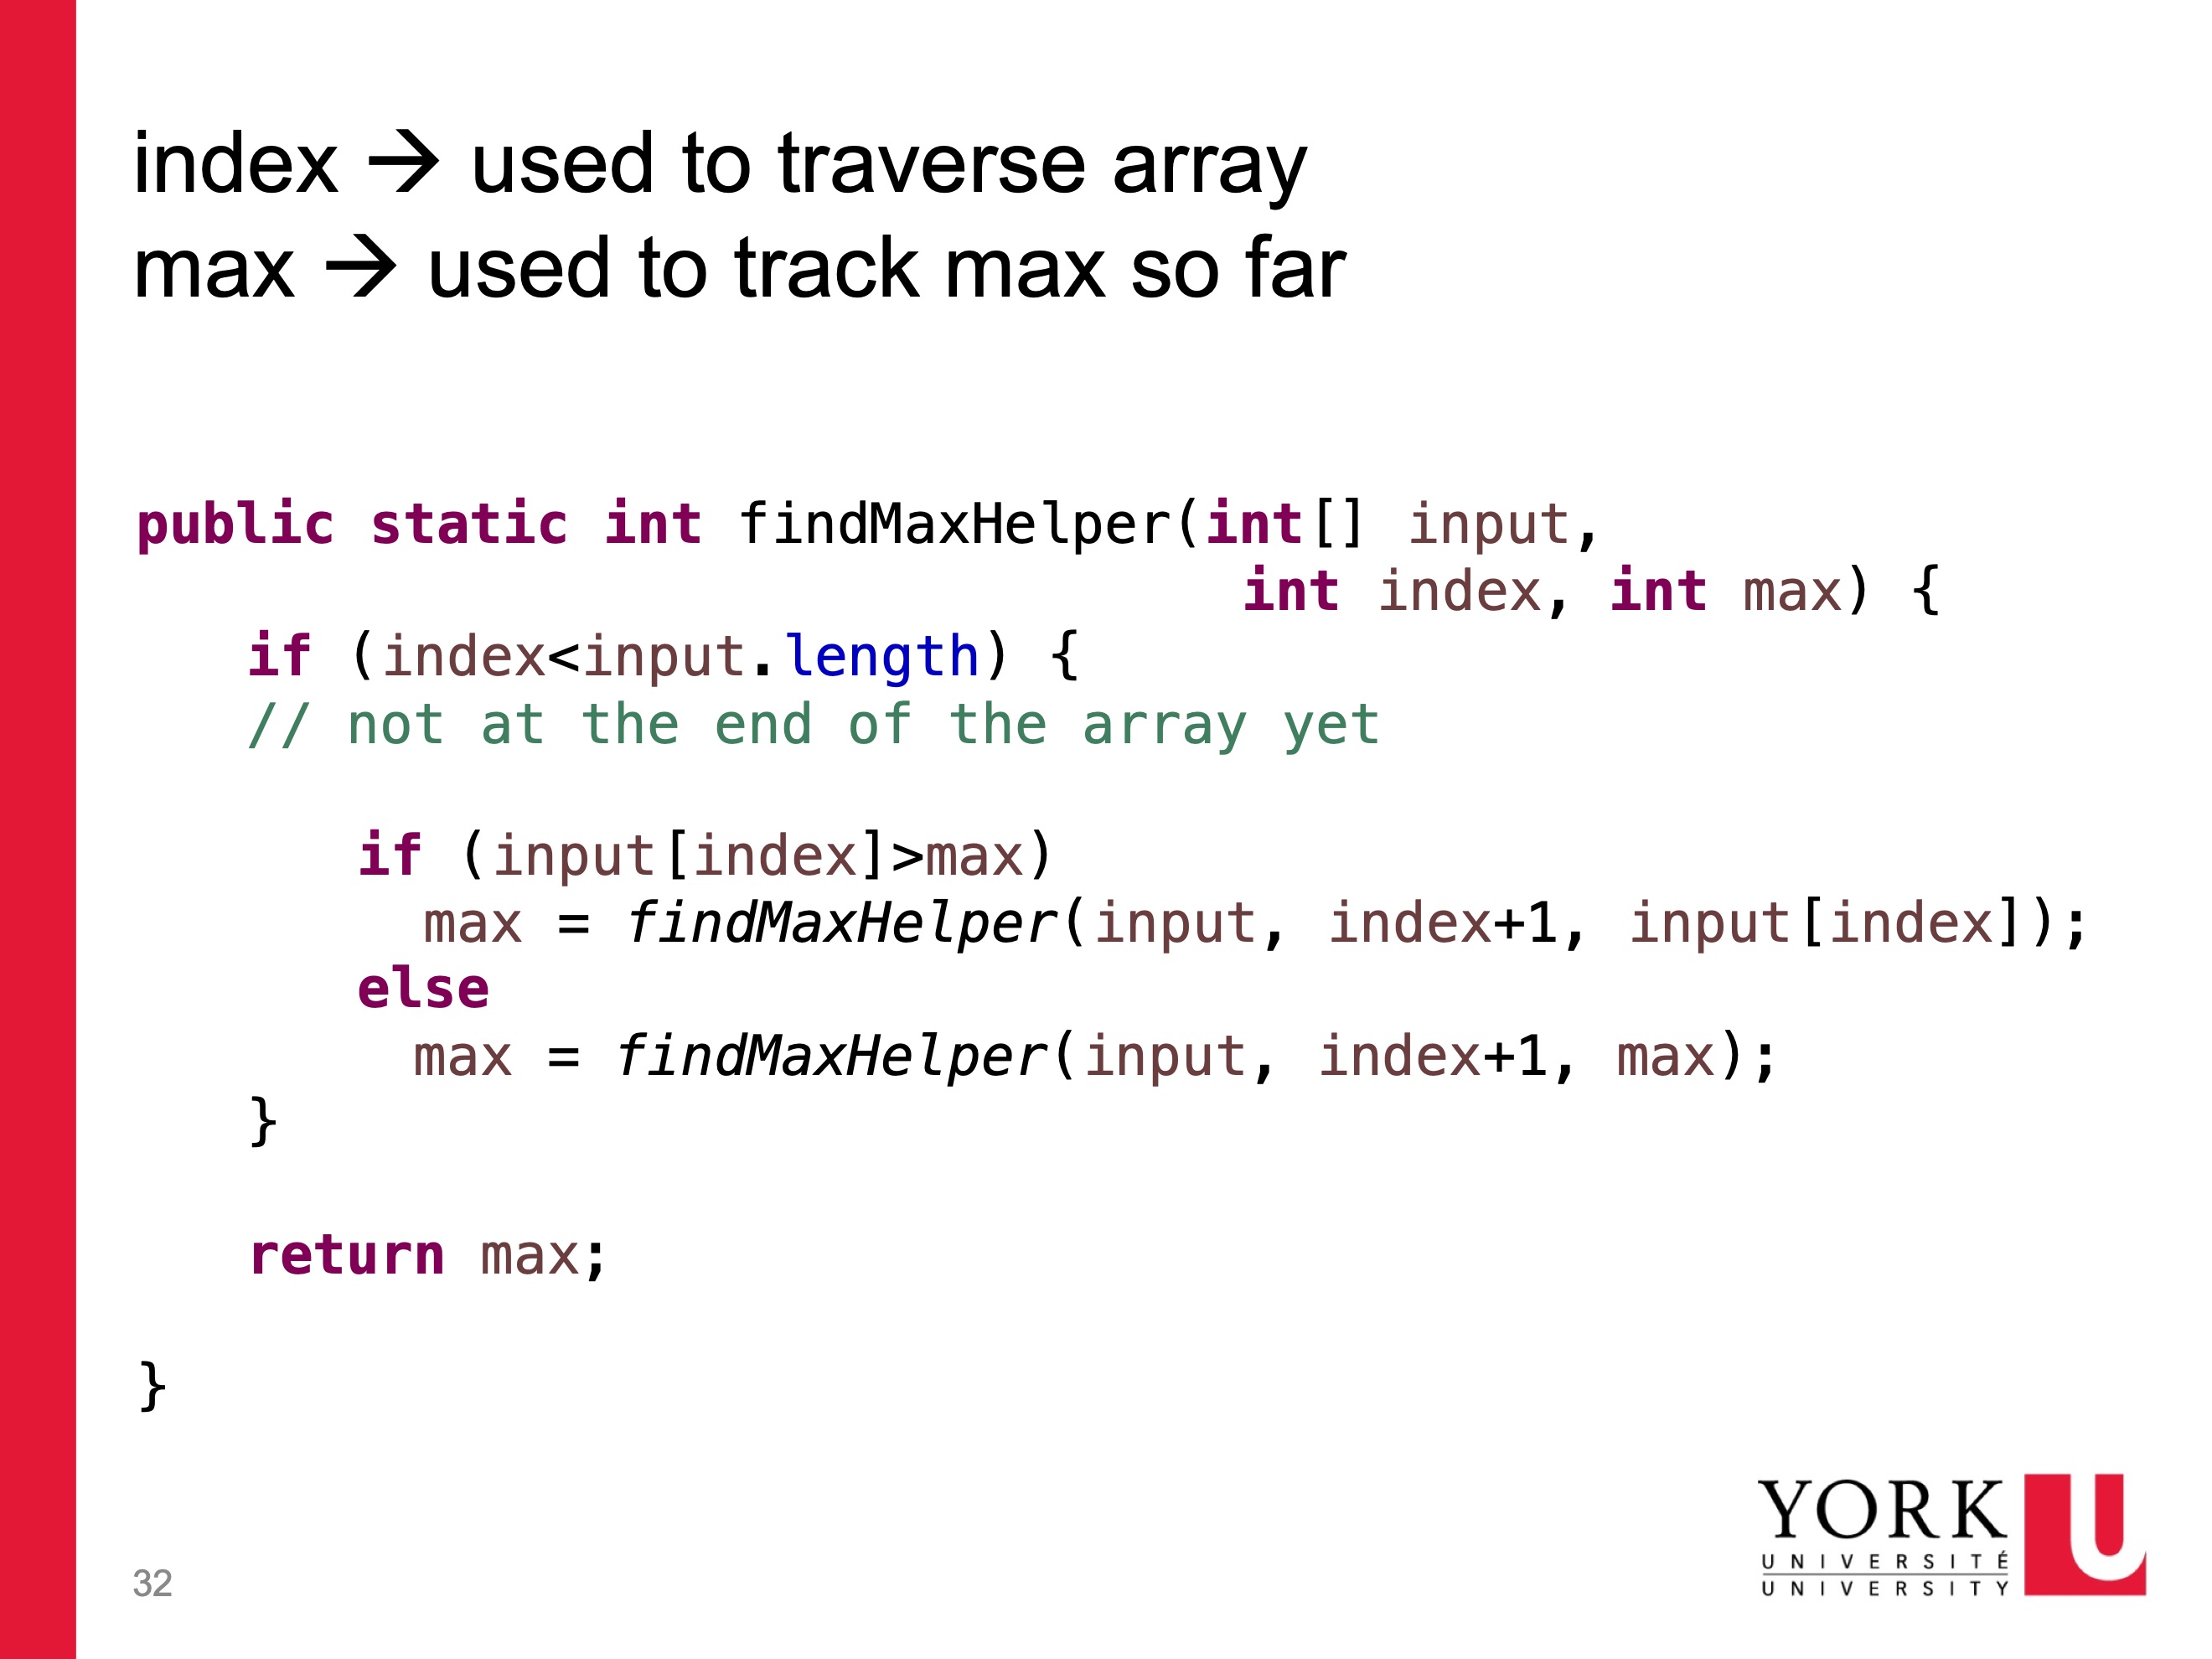 index → used to traverse array
max → used to track max so far
public static int findMaxHelper(int[] input,
int index, int max) {
if (index<input.length) {
// not at the end of the array yet
if (input[index]>max)
max = findMaxHelper(input, index+1, input[index]);
else
max = findMaxHelper(input, index+1, max);
}
return max;
}
32
YORK U
UNIVERSITÉ
UNIVERSITY